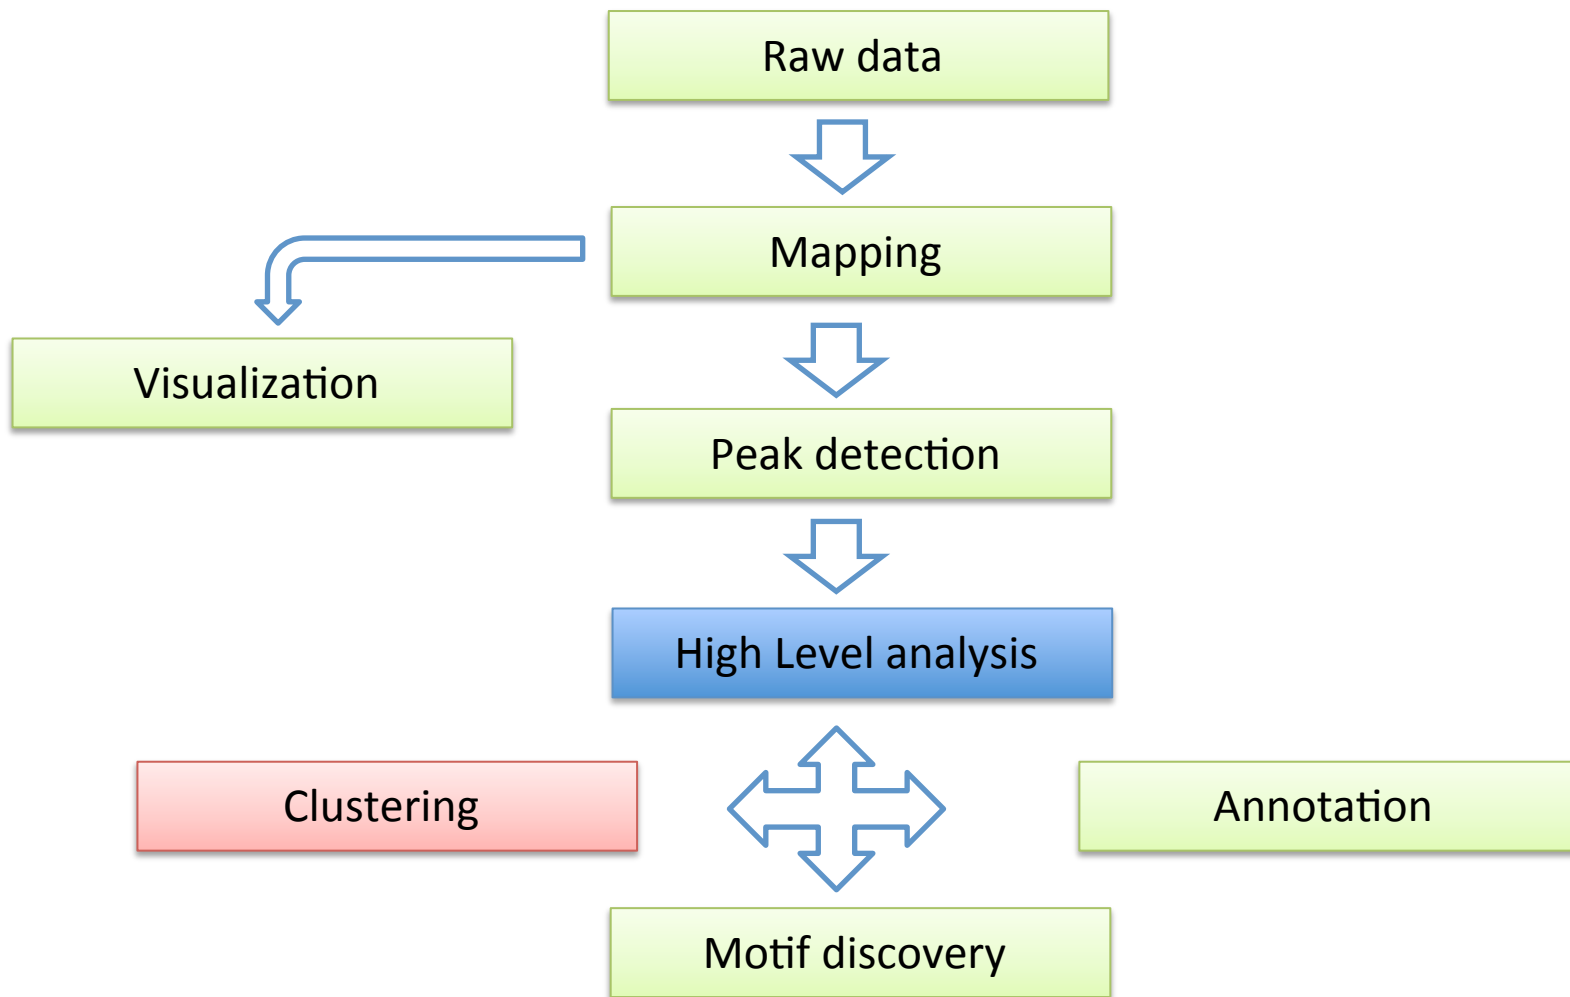 Raw data
Mapping
Visualization
Peak detection
High Level analysis
Clustering
Annotation
Motif discovery